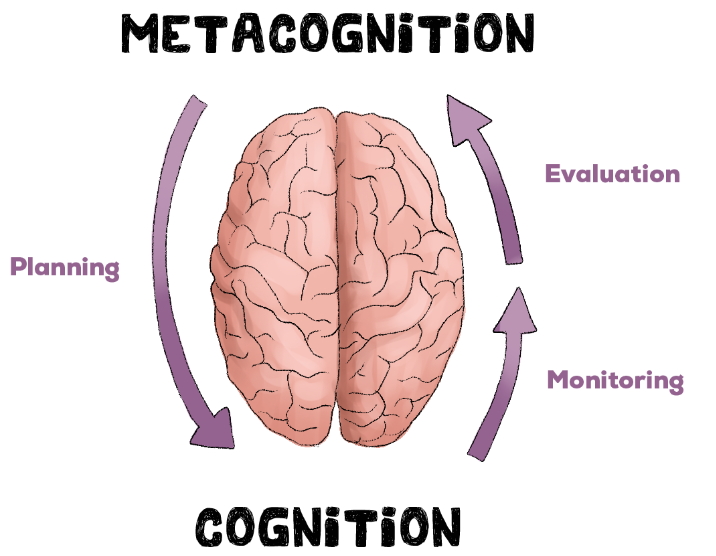 METACOGNITION
Evaluation
Planning
Monitoring
COGNITION